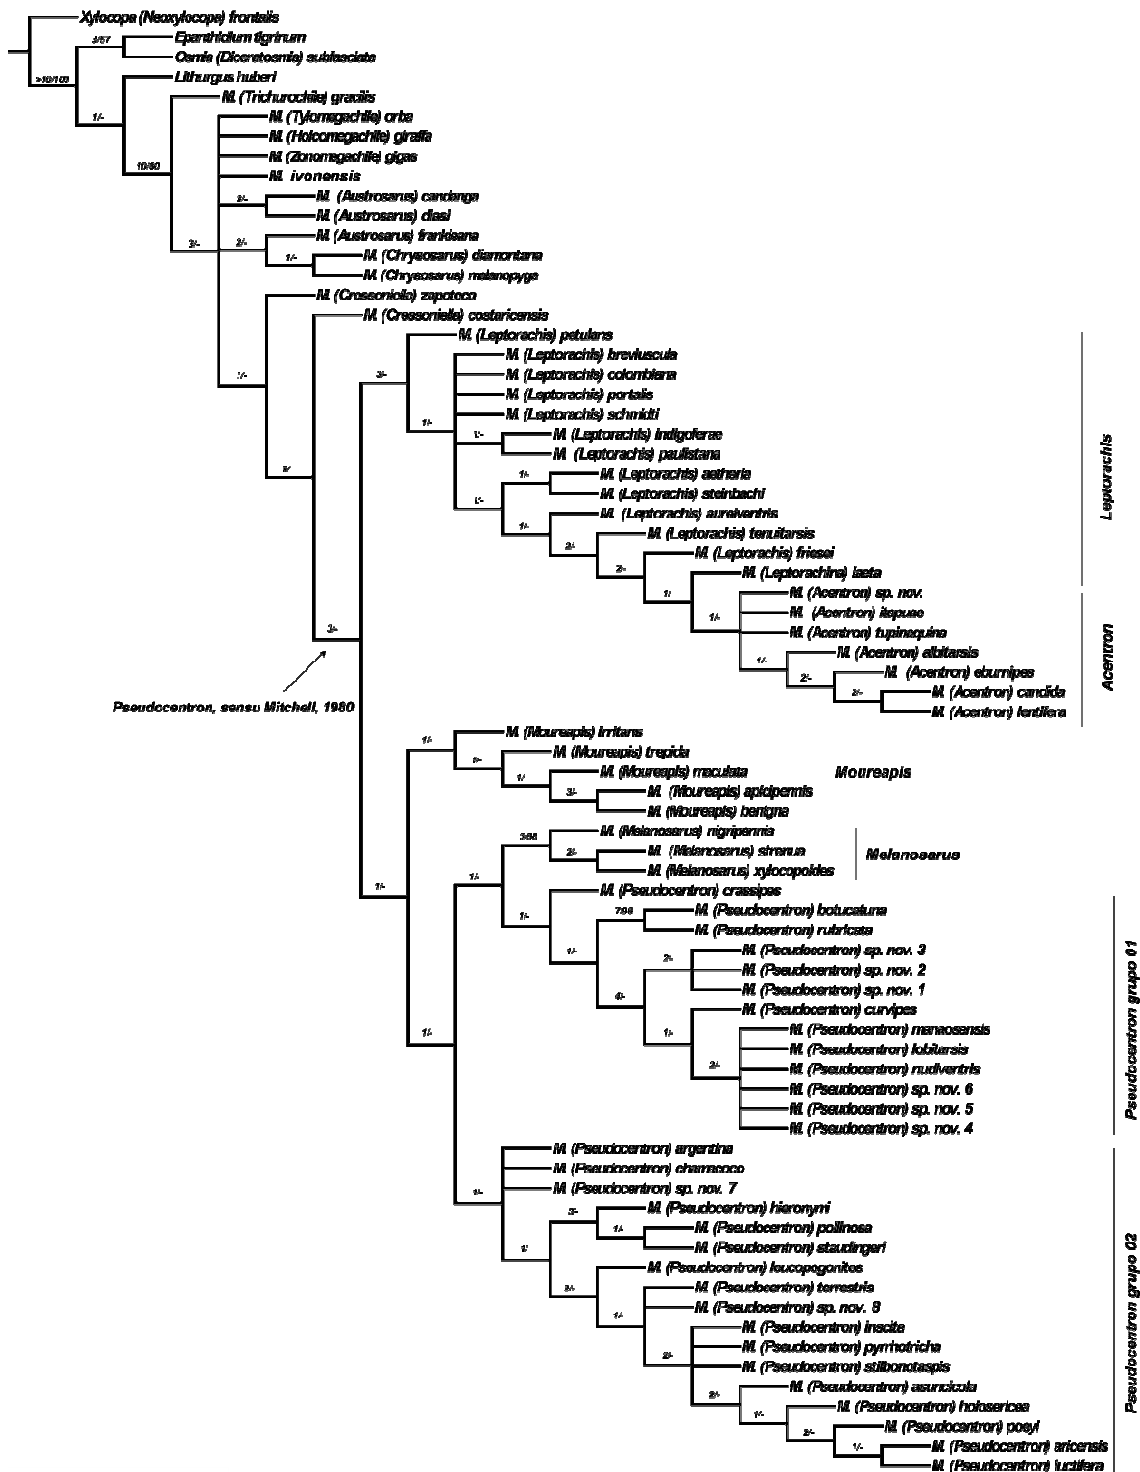 Xylocopa (Neoxylocopa) frontalis
Epanthidium tigrinum
Osmia (Diceratosmia) subfasciata
Lithurgus huberi
M. (Trichurochile) gracilis
M. (Tylomegachile) orba
M. (Holcomegachile) giraffa
M. (Zonomegachile) gigas
M. ivonensis
M. (Austrosarus) candanga
M. (Austrosarus) diasi
M. (Austrosarus) frankieana
M. (Chrysosarus) diamontana
M. (Chrysosarus) melanopyga
M. (Cressoniella) zapoteca
M. (Cressoniella) costaricensis
M. (Leptorachis) petulans
M. (Leptorachis) breviuscula
M. (Leptorachis) colombiana
M. (Leptorachis) portalis
M. (Leptorachis) schmidti
M. (Leptorachis) indigoferae
M. (Leptorachis) paulistana
M. (Leptorachis) aetheria
M. (Leptorachis) steinbachi
M. (Leptorachis) aureiventris
M. (Leptorachis) tenuitarsis
M. (Leptorachis) friesei
M. (Leptorachina) laeta
Leptorachis
M. (Acentron) sp. nov.
M. (Acentron) itapuae
M. (Acentron) tupinaquina
M. (Acentron) albitarsis
M. (Acentron) eburnipes
M. (Acentron) candida
M. (Acentron) lentifera
Acentron
Pseudocentron, sensu Mitchell, 1980
M. (Moureapis) irritans
M. (Moureapis) trepida
M. (Moureapis) maculata
M. (Moureapis) apicipennis
M. (Moureapis) benigna
Moureapis
M. (Melanosarus) nigripennis
M. (Melanosarus) strenua
M. (Melanosarus) xylocopoides
Melanosarus
M. (Pseudocentron) crassipes
M. (Pseudocentron) botucatuna
M. (Pseudocentron) rubricata
M. (Pseudocentron) sp. nov. 3
M. (Pseudocentron) sp. nov. 2
M. (Pseudocentron) sp. nov. 1
M. (Pseudocentron) curvipes
M. (Pseudocentron) manaosensis
M. (Pseudocentron) lobitarsis
M. (Pseudocentron) nudiventris
M. (Pseudocentron) sp. nov. 6
M. (Pseudocentron) sp. nov. 5
M. (Pseudocentron) sp. nov. 4
Pseudocentron grupo 01
M. (Pseudocentron) argentina
M. (Pseudocentron) chamacoco
M. (Pseudocentron) sp. nov. 7
M. (Pseudocentron) hieronymi
M. (Pseudocentron) pollinosa
M. (Pseudocentron) staudingeri
M. (Pseudocentron) leucopogonites
M. (Pseudocentron) terrestris
M. (Pseudocentron) sp. nov. 8
M. (Pseudocentron) inscita
M. (Pseudocentron) pyrrhotricha
M. (Pseudocentron) stilbonotaspis
M. (Pseudocentron) asuncicola
M. (Pseudocentron) holosericea
M. (Pseudocentron) poeyi
M. (Pseudocentron) aricensis
M. (Pseudocentron) luctifera
Pseudocentron grupo 02